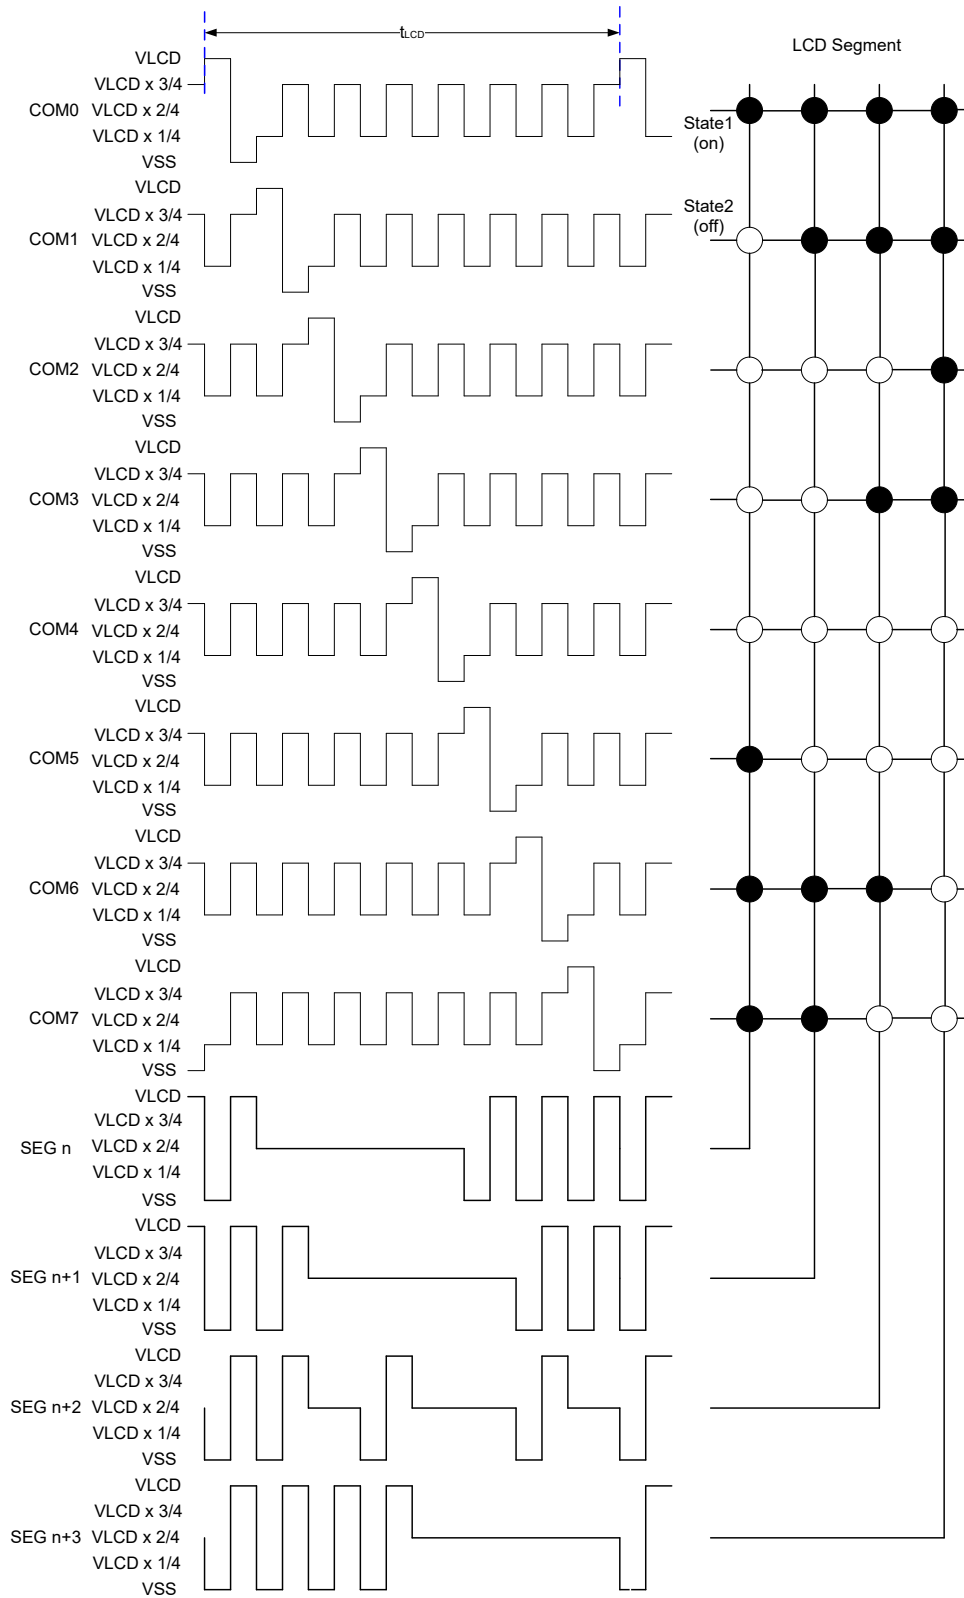 tLCD
LCD Segment
VLCD
VLCD x 3/4
COM0 VLCD x 2/4
VLCD x 1/4
VSS
State1
(on)
VLCD
VLCD x 3/4
COM1 VLCD x 2/4
VLCD x 1/4
VSS
State2
(off)
VLCD
VLCD x 3/4
COM2 VLCD x 2/4
VLCD x 1/4
VSS
VLCD
VLCD x 3/4
COM3 VLCD x 2/4
VLCD x 1/4
VSS
VLCD
VLCD x 3/4
COM4 VLCD x 2/4
VLCD x 1/4
VSS
VLCD
VLCD x 3/4
COM5 VLCD x 2/4
VLCD x 1/4
VSS
VLCD
VLCD x 3/4
COM6 VLCD x 2/4
VLCD x 1/4
VSS
VLCD
VLCD x 3/4
COM7 VLCD x 2/4
VLCD x 1/4
VSS
VLCD
VLCD x 3/4
SEG n VLCD x 2/4
VLCD x 1/4
VSS
VLCD
VLCD x 3/4
SEG n+1 VLCD x 2/4
VLCD x 1/4
VSS
VLCD
VLCD x 3/4
SEG n+2 VLCD x 2/4
VLCD x 1/4
VSS
VLCD
VLCD x 3/4
SEG n+3 VLCD x 2/4
VLCD x 1/4
VSS